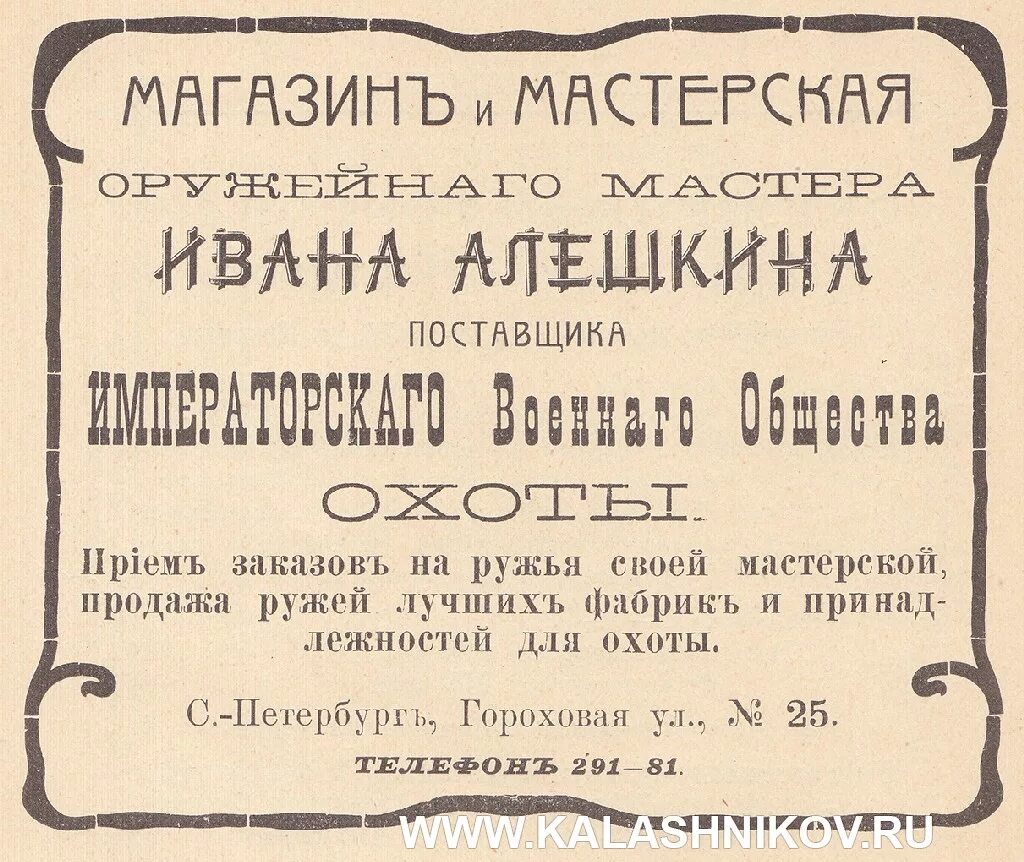 МАГАЗИНЪ и МАСТЕРСКАЯ
ОРУЖЕЙНАГО МАСТЕРА
ИВАНА АЛЕШКИНА
ПОСТАВЩИКА
ИМПЕРАТОРСКАГО Военнаго Общества
ОХОТЫ.
Пріемъ заказовъ на ружья своей мастерской,
продажа ружей лучшихъ фабрикъ и принад-
лежностей для охоты.
С.-Петербургъ, Гороховая ул., № 25.
ТЕЛЕФОНЪ 291—81.
WWW.KALASHNIKOV.RU